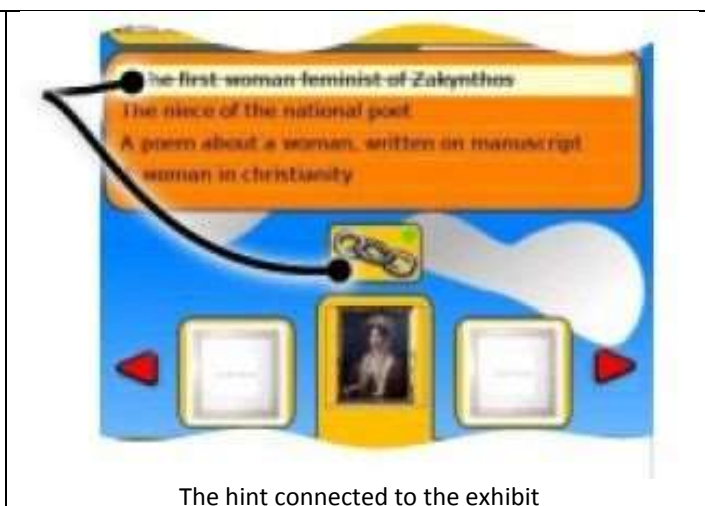 he first woman feminist of Zakynthos
The niece of the national poet
A poem about a woman, written on manuscript
woman in christianity
The hint connected to the exhibit